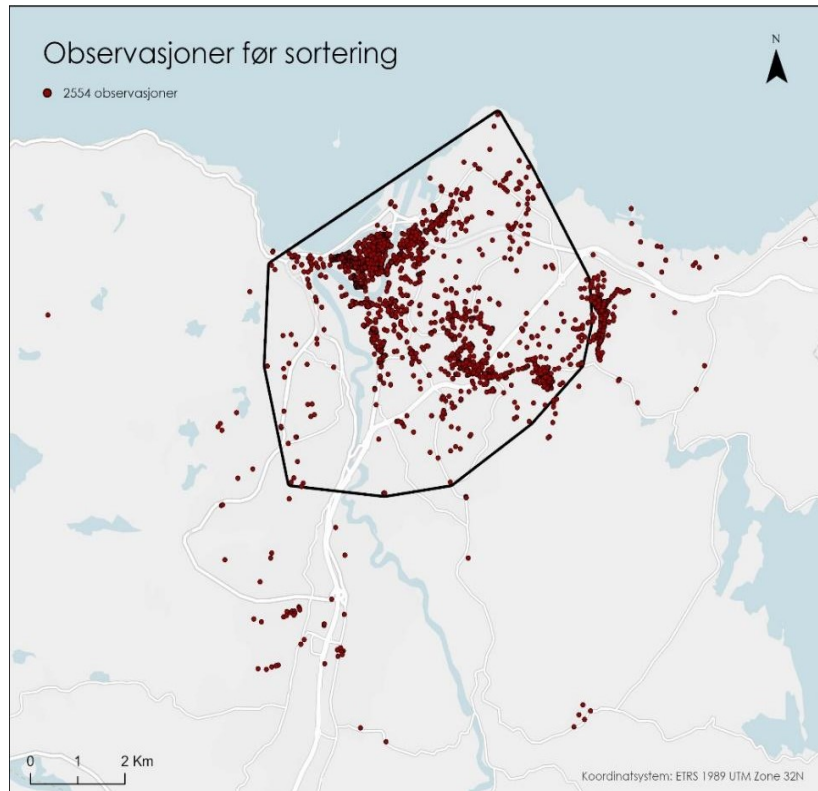 Observasjoner før sortering
2554 observasjoner
N
0 1 2 Km
Koordinatsystem: ETRS 1989 UTM Zone 32N